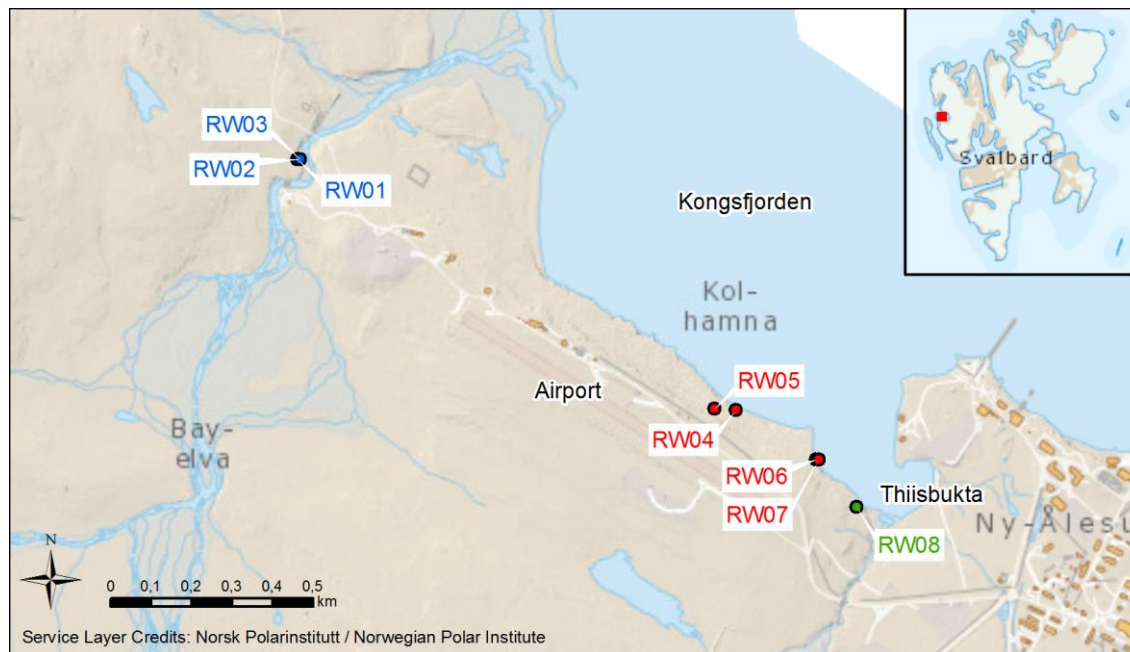 RW03
RW02
RW01
Kongsfjorden
Svalbard
Kol-
hamna
Airport
RW05
RW04
Bay-
elva
RW06
RW07
Thiisbukta
RW08
Ny-Ålesu
N
0 0,1 0,2 0,3 0,4 0,5
km
Service Layer Credits: Norsk Polarinstitutt / Norwegian Polar Institute